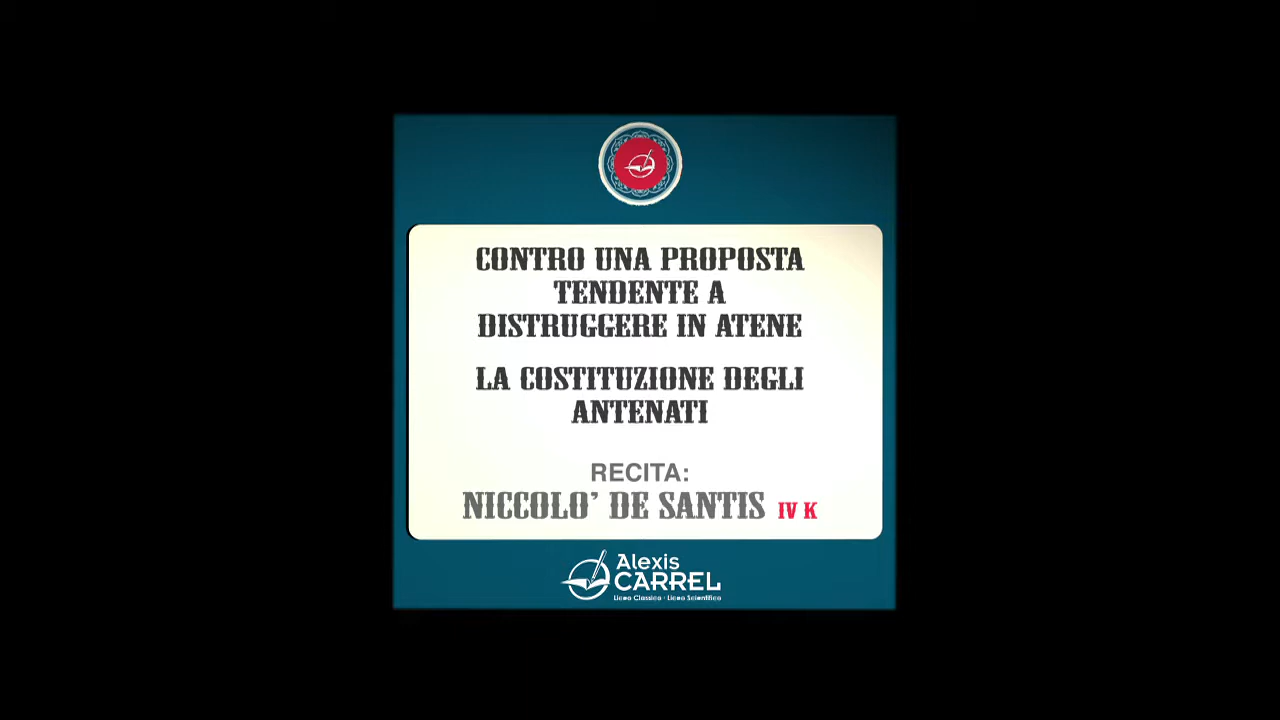 CONTRO UNA PROPOSTA
TENDENTE A
DISTRUGGERE IN ATENE
LA COSTITUZIONE DEGLI
ANTENATI
RECITA:
NICCOLO' DE SANTIS IV K
Alexis
CARREL
Liceo Classico · Liceo Scientifico